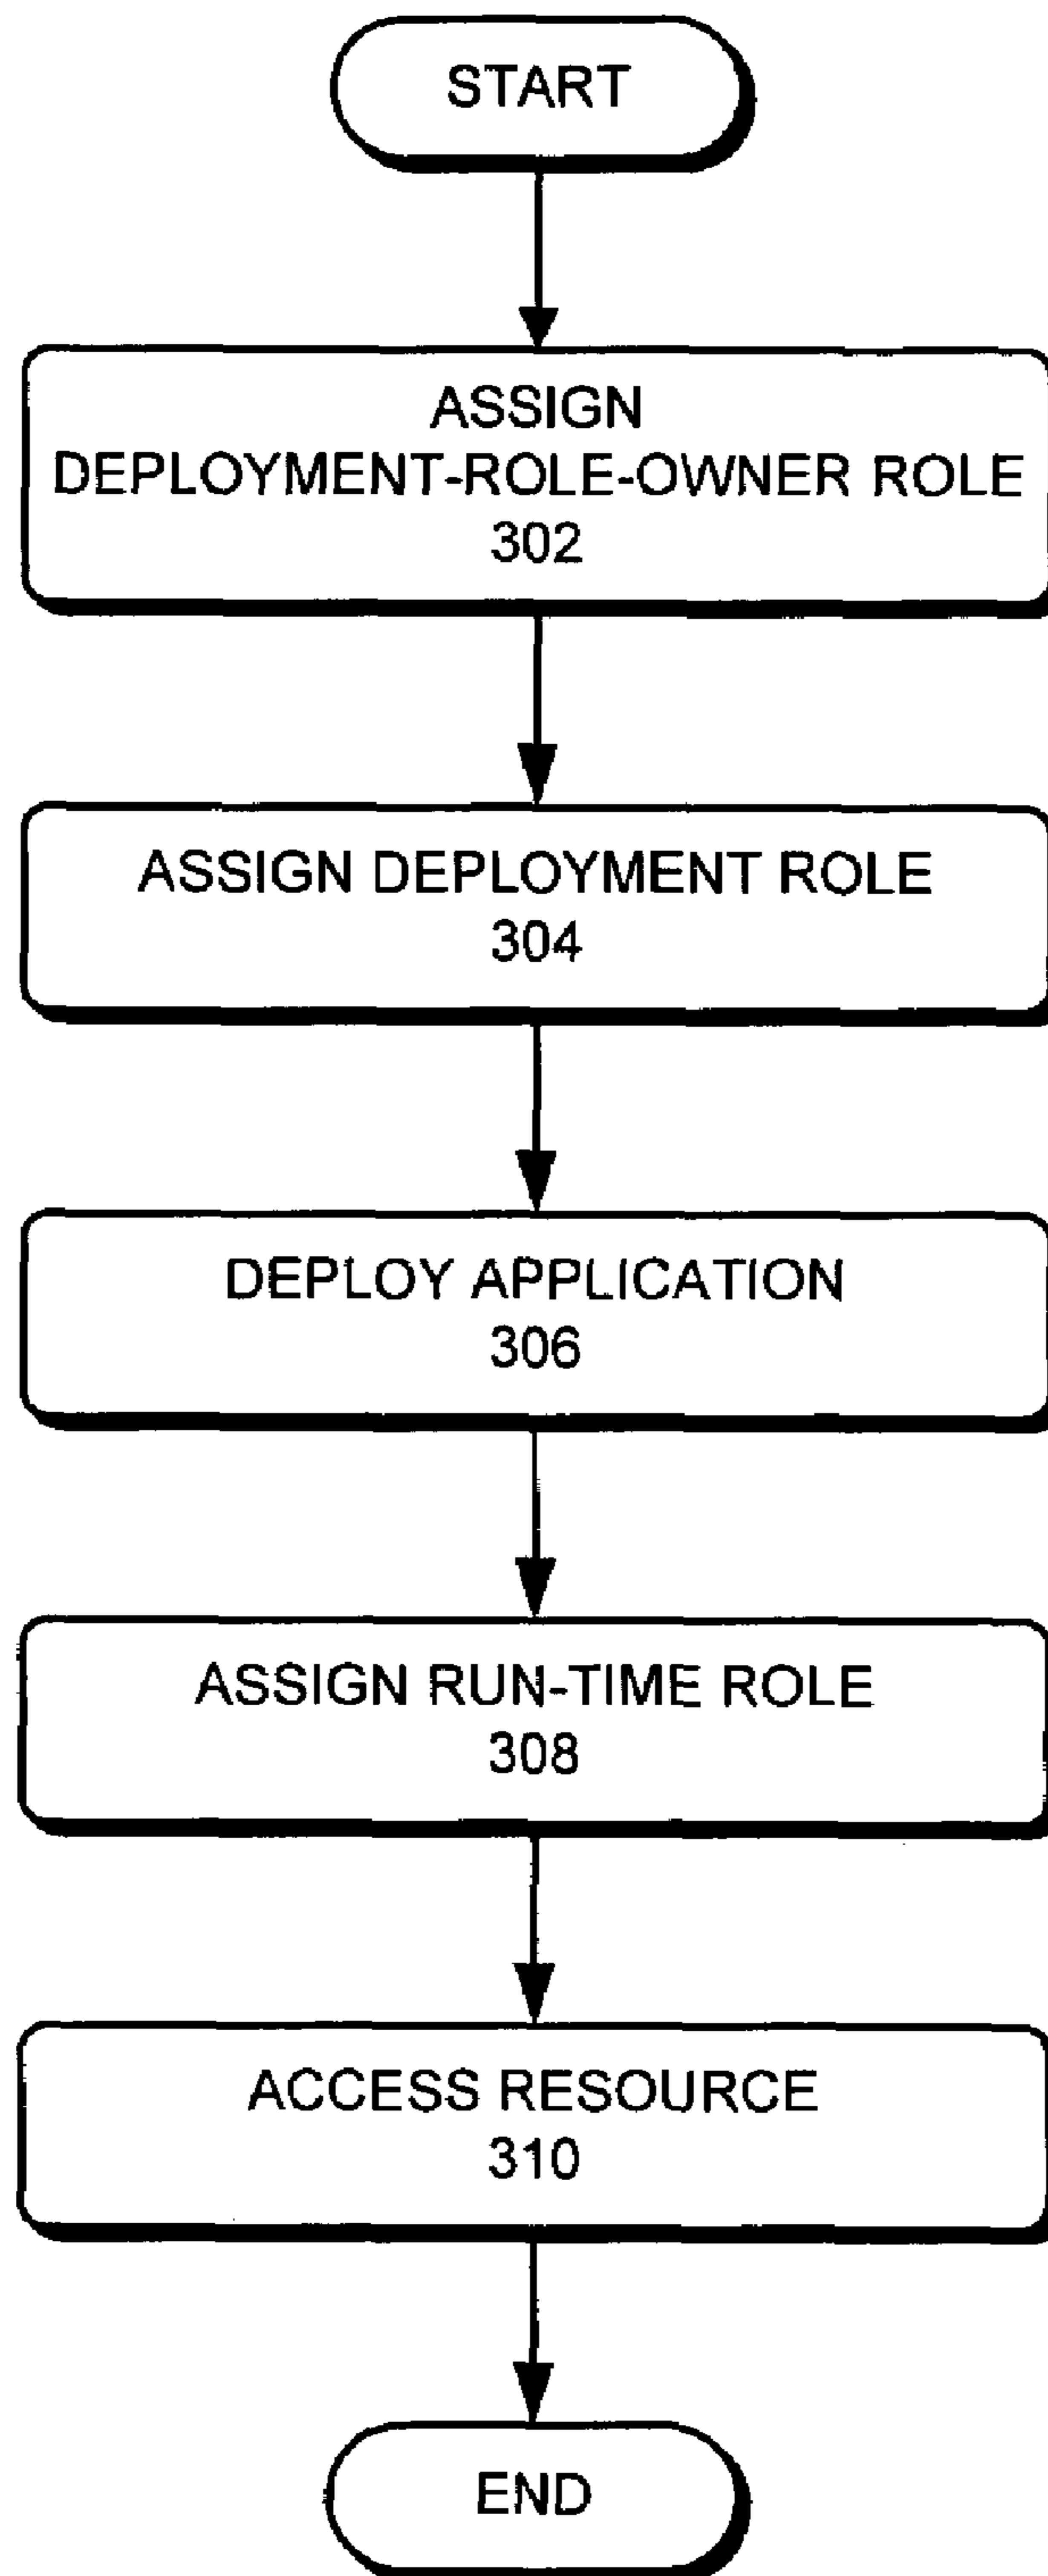 START
ASSIGN
DEPLOYMENT-ROLE-OWNER ROLE
302
ASSIGN DEPLOYMENT ROLE
304
DEPLOY APPLICATION
306
ASSIGN RUN-TIME ROLE
308
ACCESS RESOURCE
310
END